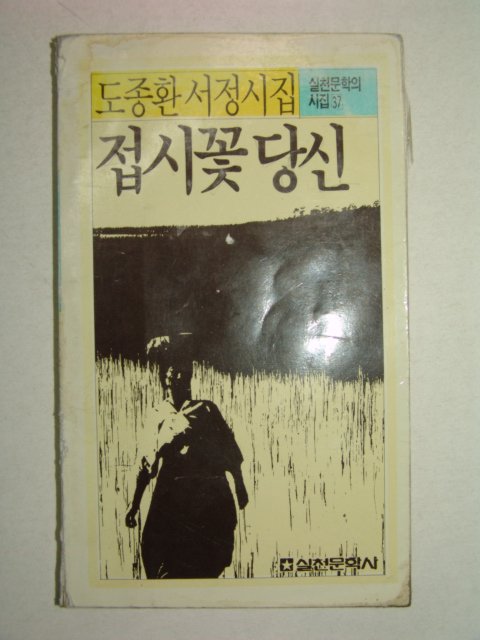 도종환 서정시집
실천문학의
시집 37
접시꽃 당신
실천문학사